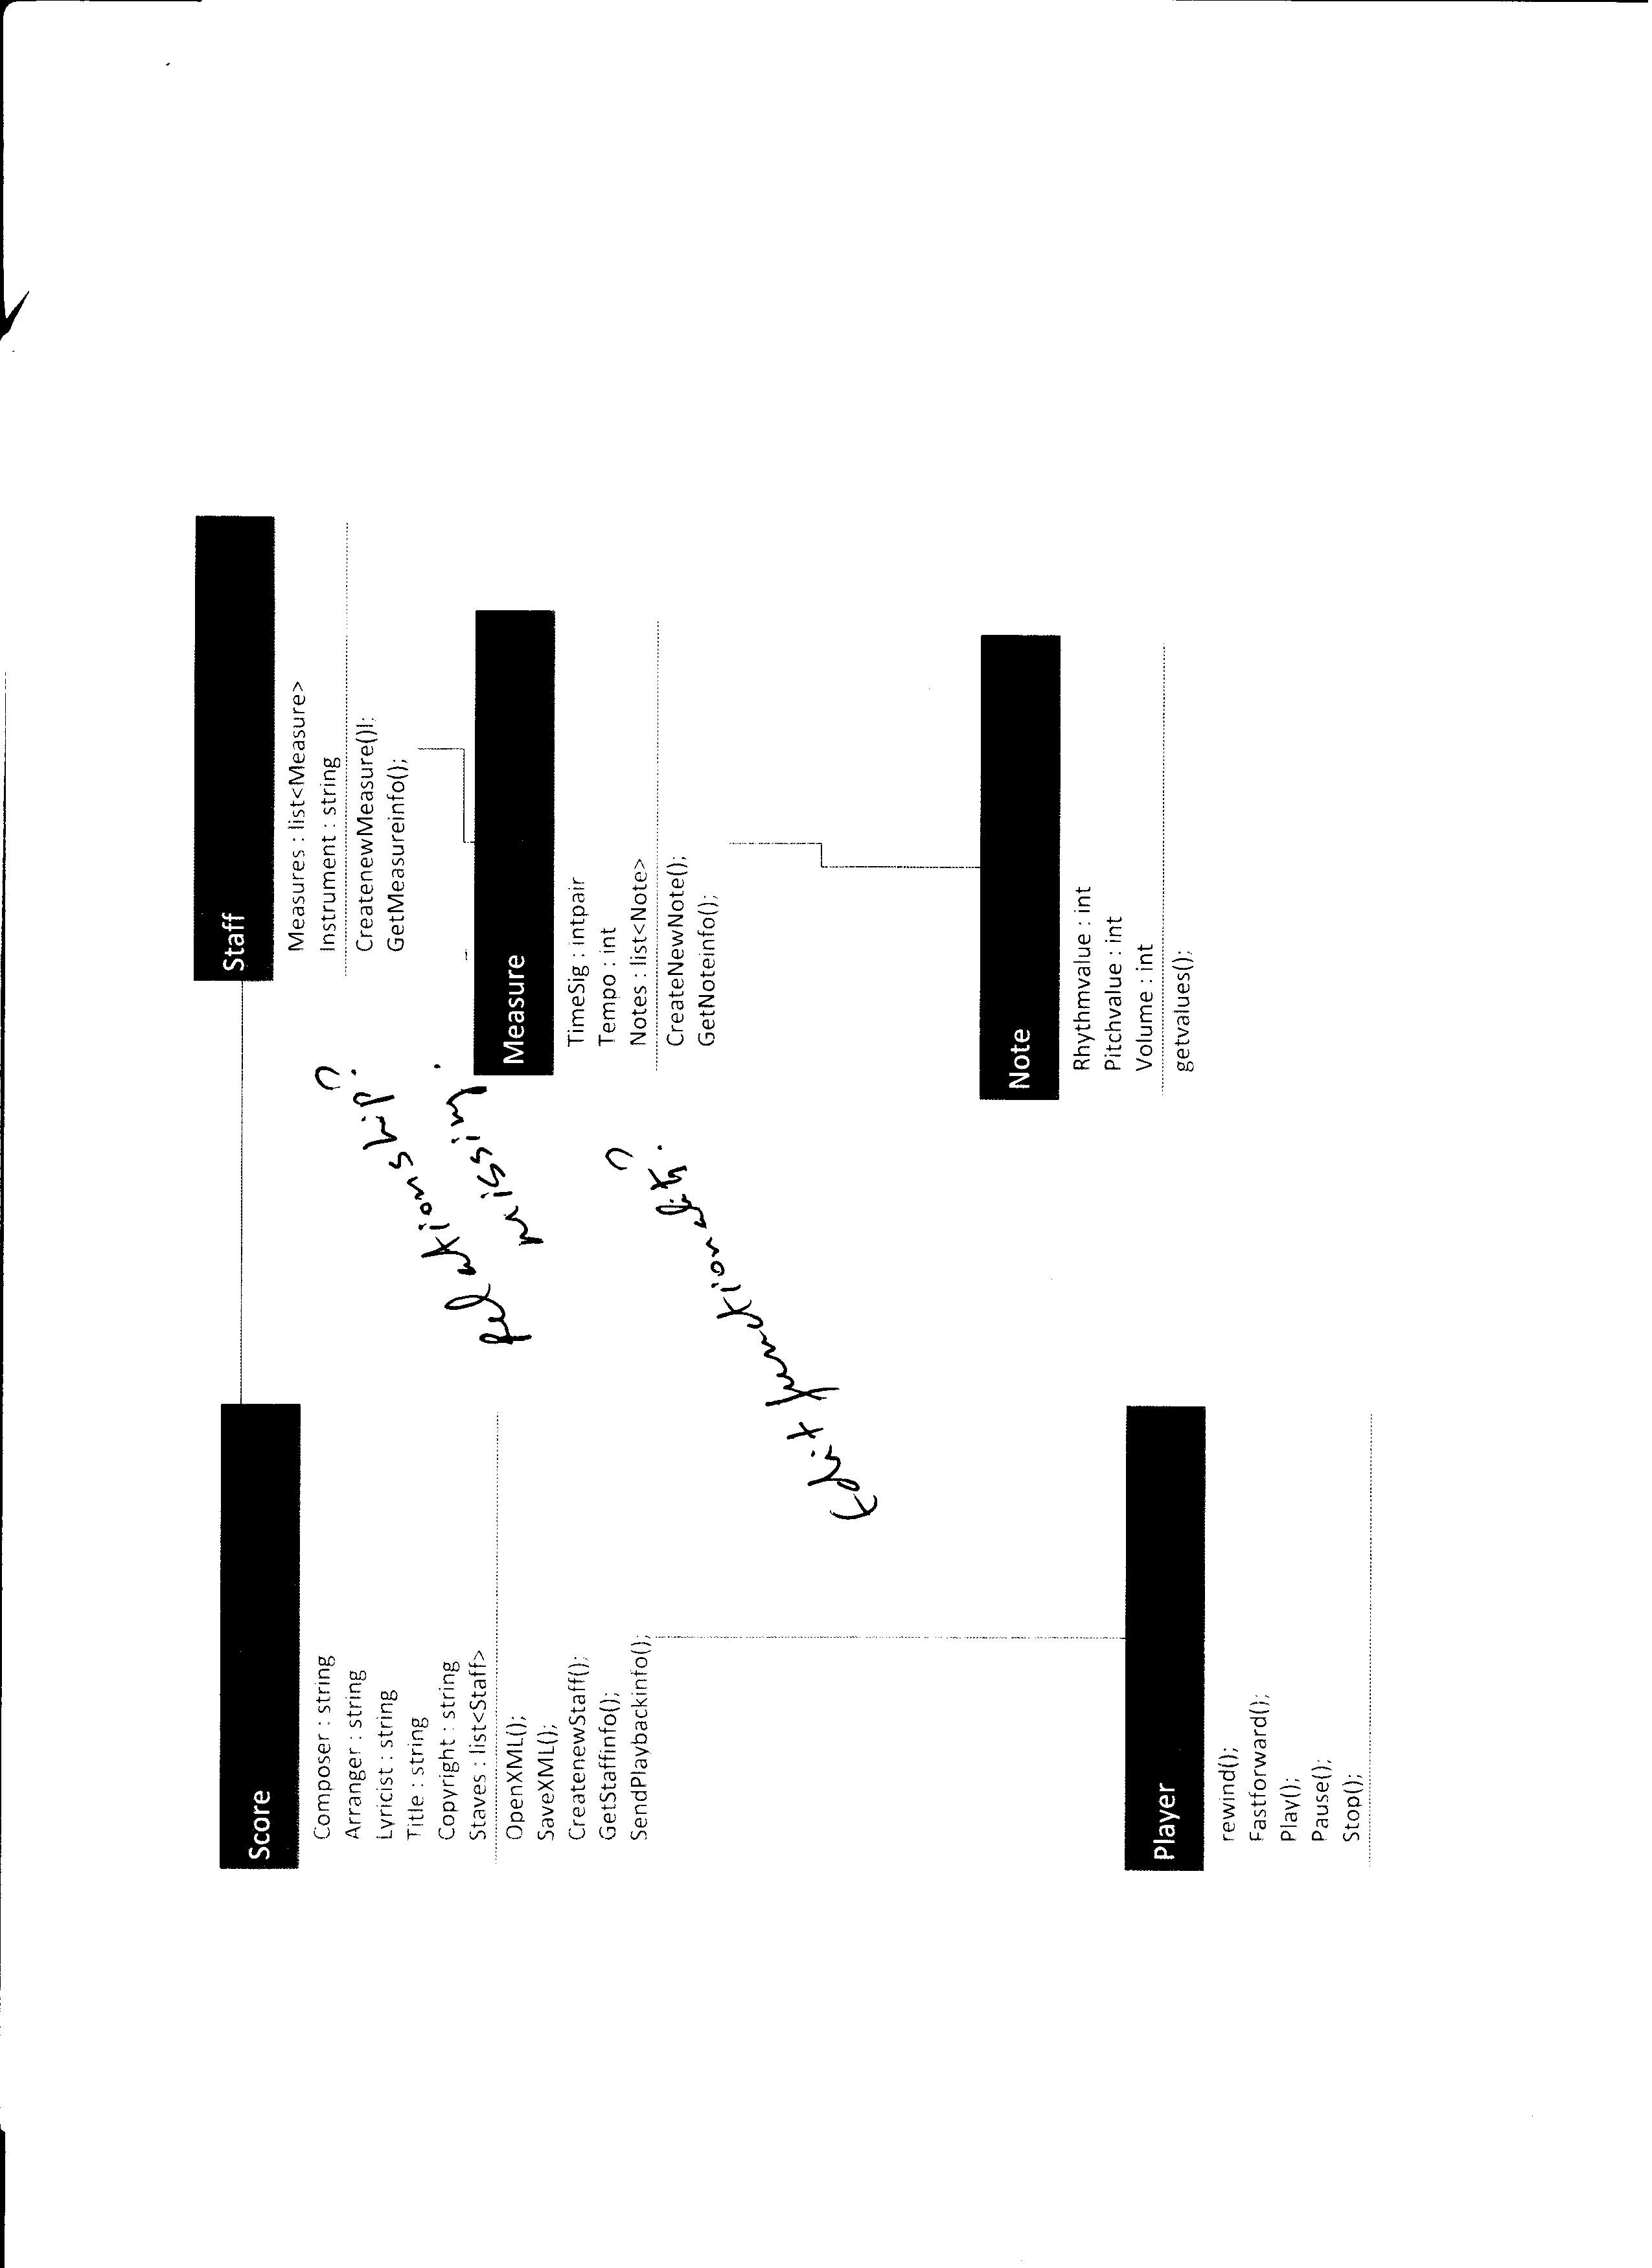 Score
Composer : string
Arranger : string
Lyricist : string
Title : string
Copyright : string
Staves : list<Staff>
OpenXML();
SaveXML();
CreatenewStaff();
GetStaffinfo();
SendPlaybackinfo();
Staff
Measures : list<Measure>
Instrument : string
CreatenewMeasure()l;
GetMeasureinfo();
Relationship?
missing.
Measure
TimeSig : intpair
Tempo : int
Notes : list<Note>
CreateNewNote();
GetNoteinfo();
Edit functionality?
Note
Rhythmvalue : int
Pitchvalue : int
Volume : int
getvalues();
Player
rewind();
Fastforward();
Play();
Pause();
Stop();